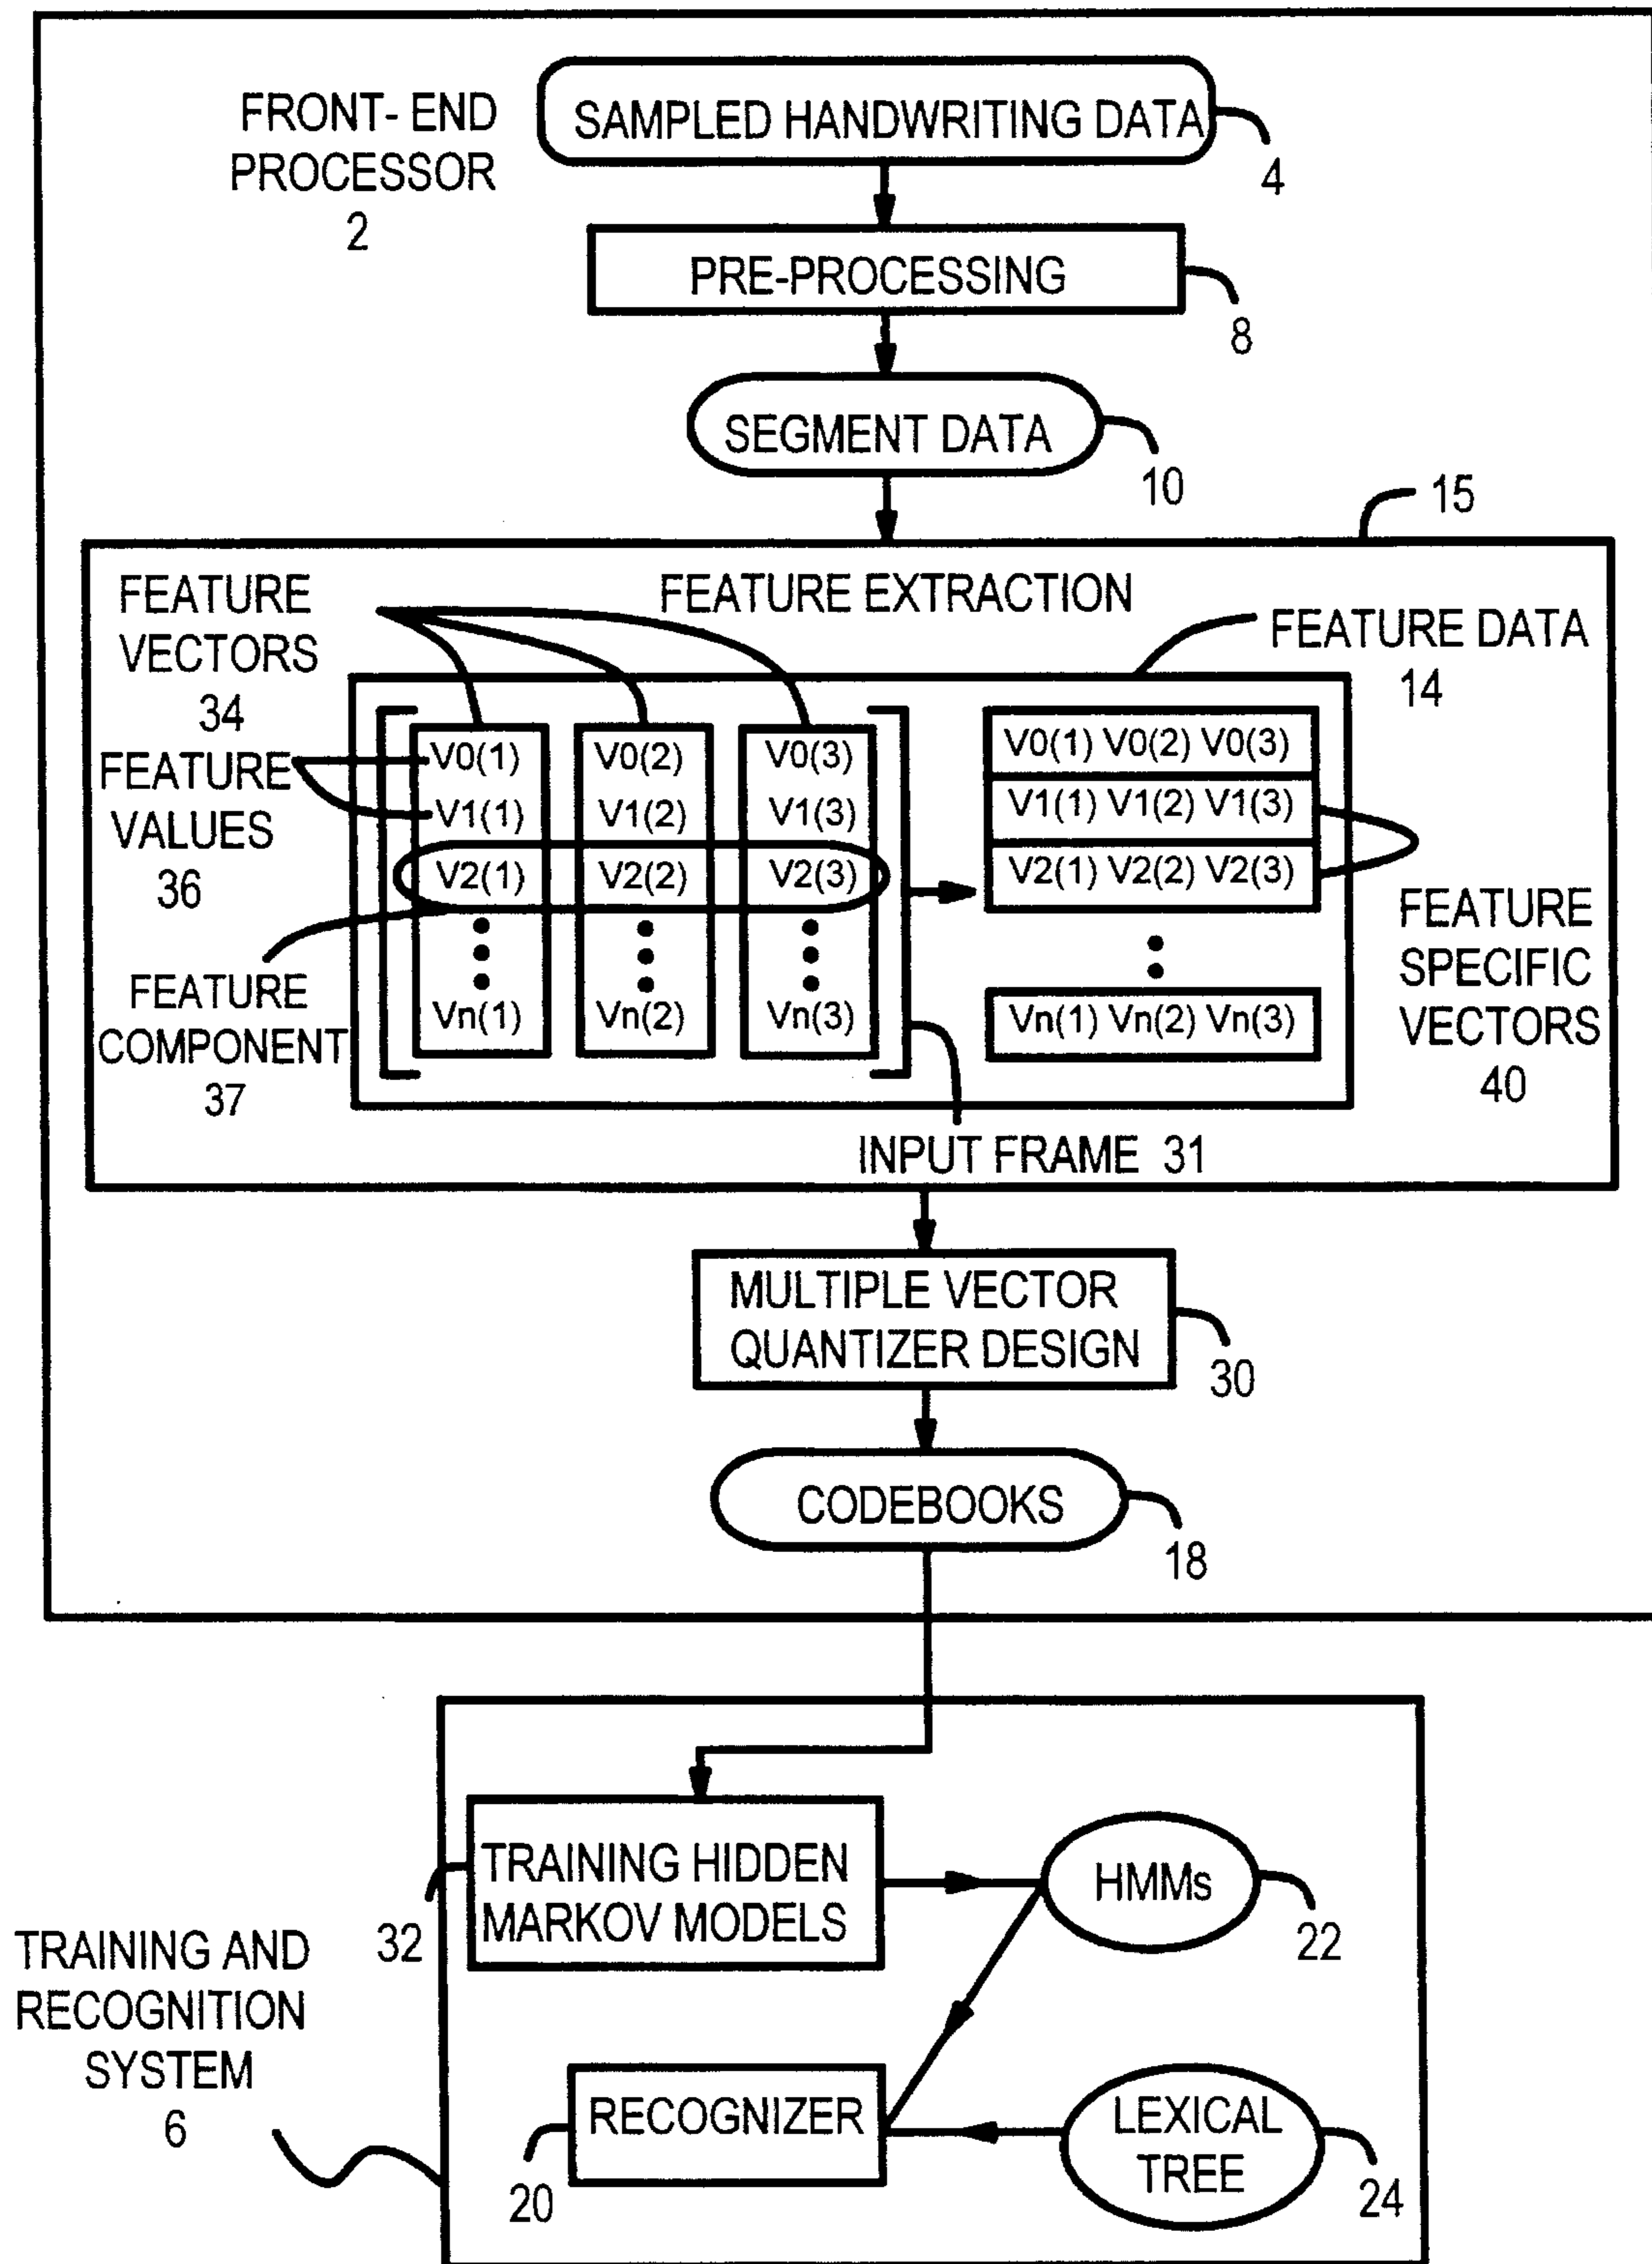 FRONT- END
PROCESSOR
2
SAMPLED HANDWRITING DATA
4
PRE-PROCESSING
8
SEGMENT DATA
10
15
FEATURE EXTRACTION
FEATURE
VECTORS
34
FEATURE DATA
14
FEATURE
VALUES
36
V0(1) V0(2) V0(3)
V1(1) V1(2) V1(3)
V2(1) V2(2) V2(3)
Vn(1) Vn(2) Vn(3)
FEATURE
COMPONENT
37
V0(1) V0(2) V0(3)
V1(1) V1(2) V1(3)
V2(1) V2(2) V2(3)
Vn(1) Vn(2) Vn(3)
FEATURE
SPECIFIC
VECTORS
40
INPUT FRAME 31
MULTIPLE VECTOR
QUANTIZER DESIGN
30
CODEBOOKS
18
TRAINING HIDDEN
MARKOV MODELS
32
HMMs
22
TRAINING AND
RECOGNITION
SYSTEM
6
RECOGNIZER
20
LEXICAL
TREE
24